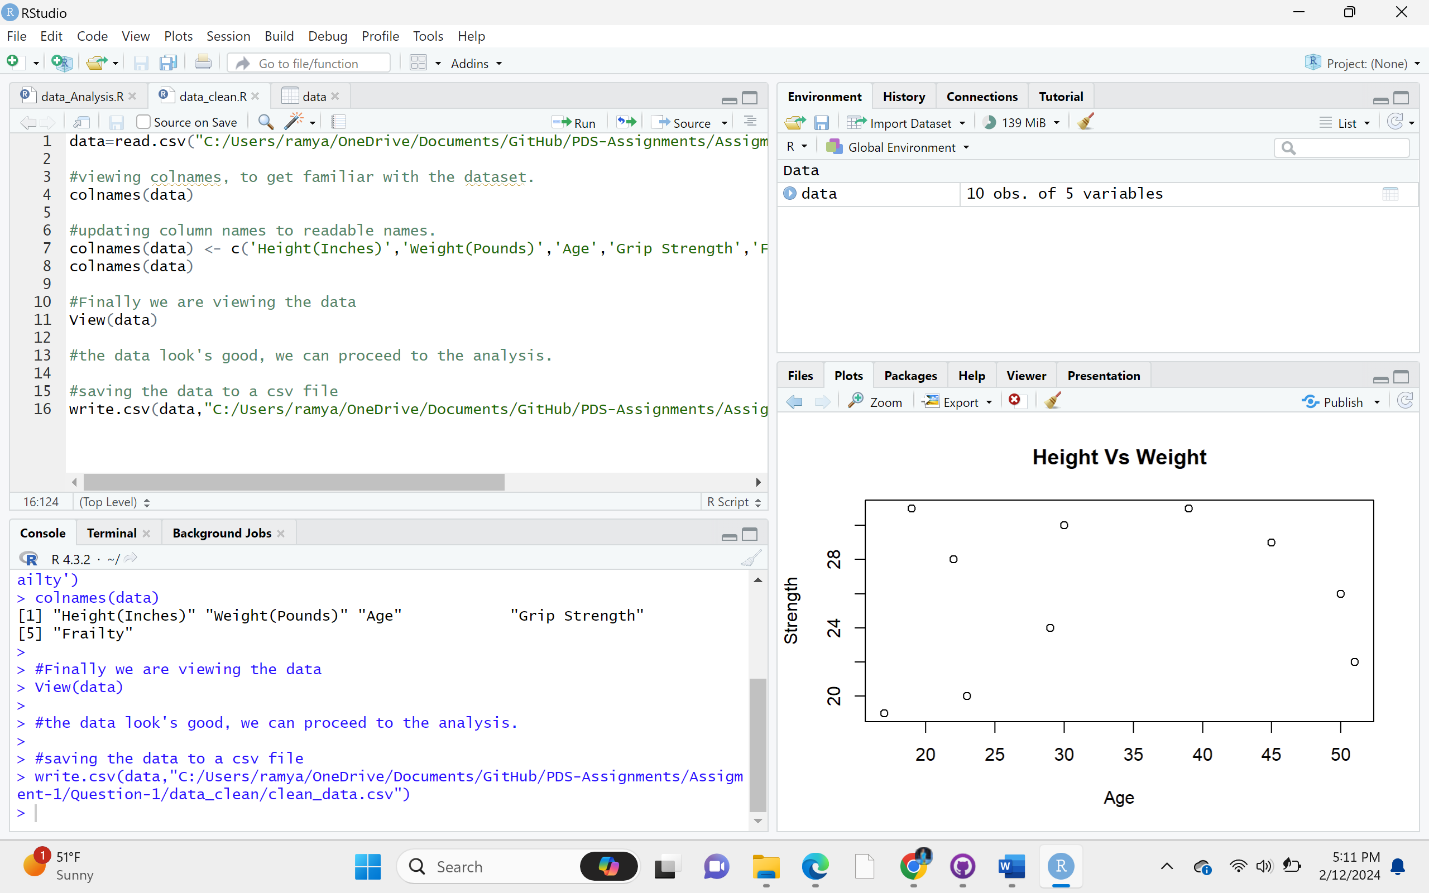 RStudio
File Edit Code View Plots Session Build Debug Profile Tools Help
Go to file/function
Addins
Project: (None)
data_Analysis.R
data_clean.R
data
Source on Save
Run
Source
1 data=read.csv("C:/Users/ramya/OneDrive/Documents/GitHub/PDS-Assignments/Assigm
2
3 #viewing colnames, to get familiar with the dataset.
4 colnames(data)
5
6 #updating column names to readable names.
7 colnames(data) <- c('Height(Inches)','Weight(Pounds)','Age','Grip Strength','F
8 colnames(data)
9
10 #Finally we are viewing the data
11 View(data)
12
13 #the data look's good, we can proceed to the analysis.
14
15 #saving the data to a csv file
16 write.csv(data,"C:/Users/ramya/OneDrive/Documents/GitHub/PDS-Assignments/Assig
16:124 (Top Level) R Script
Console Terminal Background Jobs
R R 4.3.2 · ~/
ailty')
> colnames(data)
[1] "Height(Inches)" "Weight(Pounds)" "Age" "Grip Strength"
[5] "Frailty"
>
> #Finally we are viewing the data
> View(data)
>
> #the data look's good, we can proceed to the analysis.
>
> #saving the data to a csv file
> write.csv(data,"C:/Users/ramya/OneDrive/Documents/GitHub/PDS-Assignments/Assigm
ent-1/Question-1/data_clean/clean_data.csv")
>
Environment History Connections Tutorial
Import Dataset 139 MiB List
R Global Environment
Data
data 10 obs. of 5 variables
Files Plots Packages Help Viewer Presentation
Zoom Export Publish
Height Vs Weight
Strength
28
24
20
20 25 30 35 40 45 50
Age
1
51°F
Sunny
Search
5:11 PM
2/12/2024